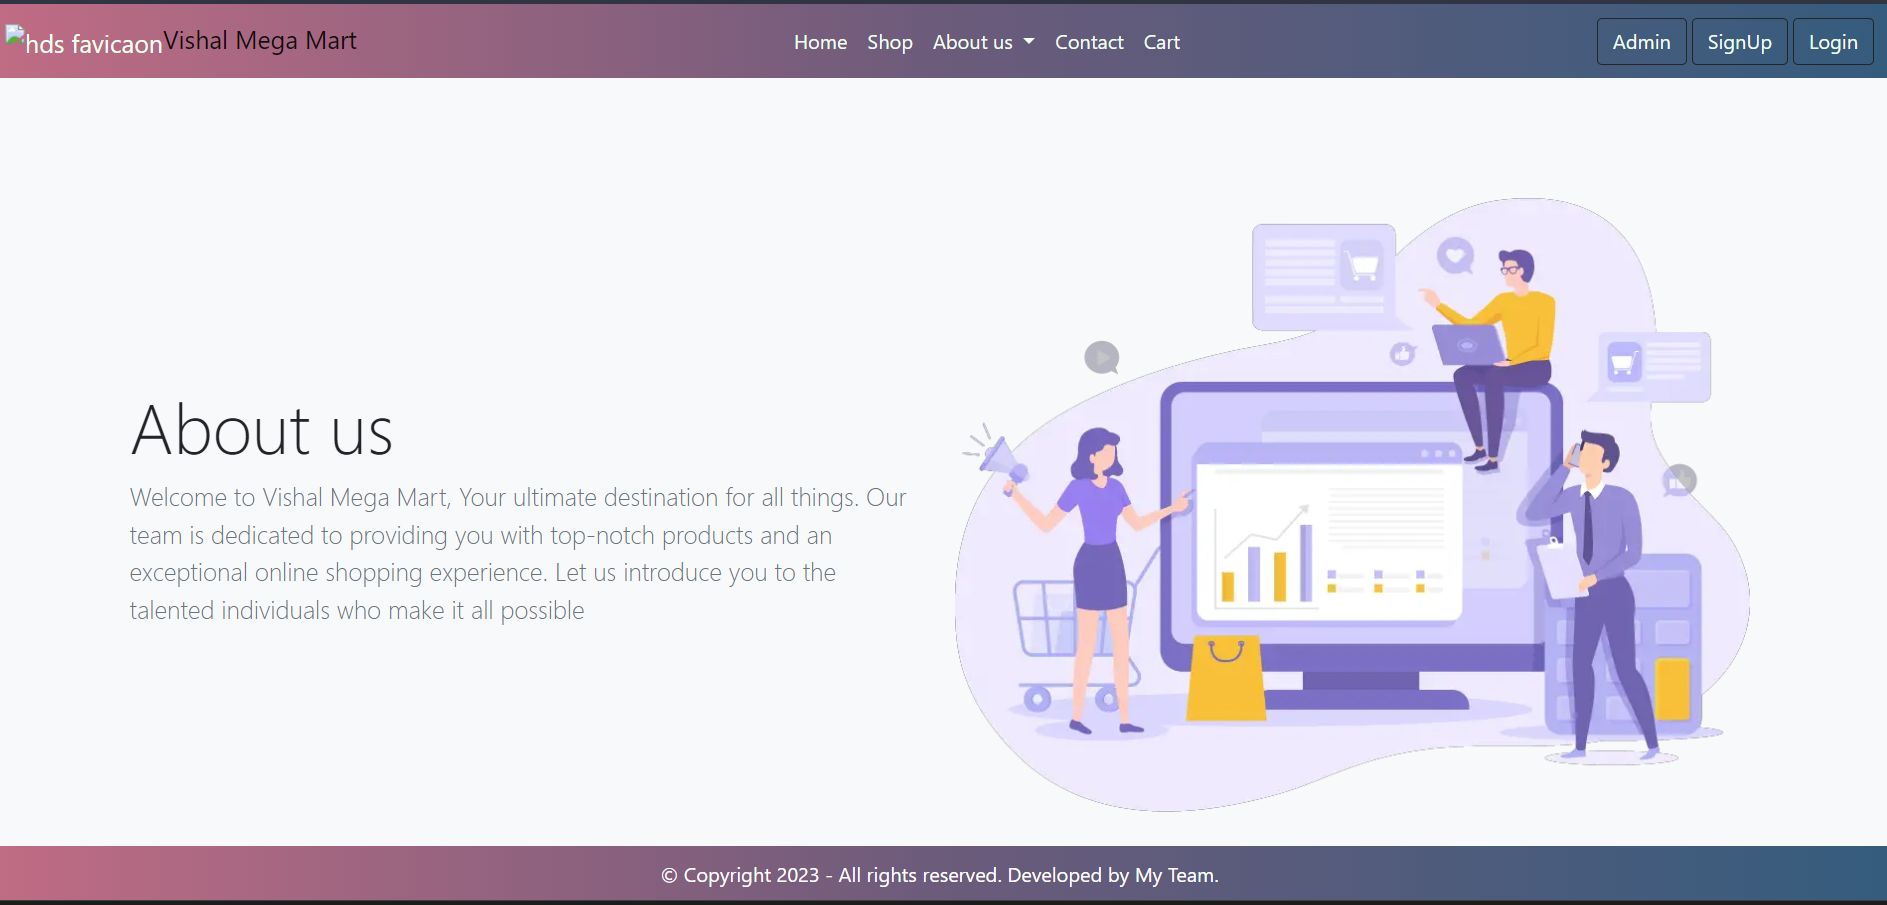 hds favicaon Vishal Mega Mart
Home Shop About us Contact Cart
Admin SignUp Login
About us
Welcome to Vishal Mega Mart, Your ultimate destination for all things. Our
team is dedicated to providing you with top-notch products and an
exceptional online shopping experience. Let us introduce you to the
talented individuals who make it all possible
© Copyright 2023 - All rights reserved. Developed by My Team.